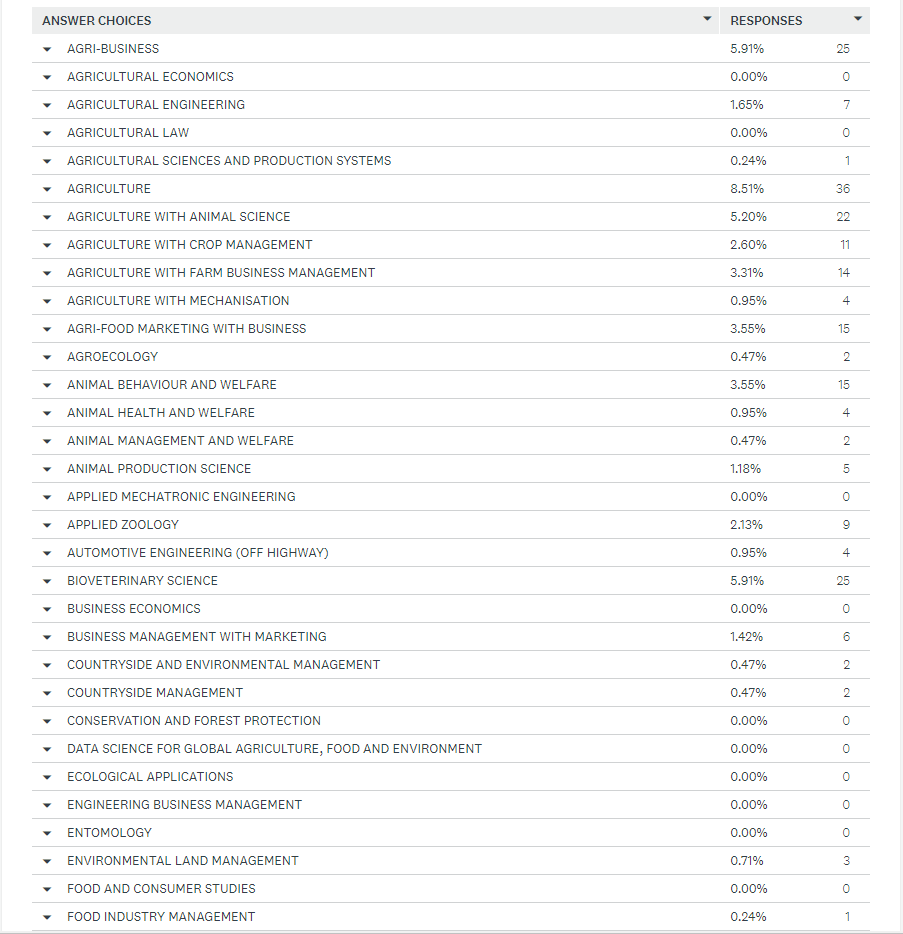 ANSWER CHOICES RESPONSES
AGRI-BUSINESS 5.91% 25
AGRICULTURAL ECONOMICS 0.00% 0
AGRICULTURAL ENGINEERING 1.65% 7
AGRICULTURAL LAW 0.00% 0
AGRICULTURAL SCIENCES AND PRODUCTION SYSTEMS 0.24% 1
AGRICULTURE 8.51% 36
AGRICULTURE WITH ANIMAL SCIENCE 5.20% 22
AGRICULTURE WITH CROP MANAGEMENT 2.60% 11
AGRICULTURE WITH FARM BUSINESS MANAGEMENT 3.31% 14
AGRICULTURE WITH MECHANISATION 0.95% 4
AGRI-FOOD MARKETING WITH BUSINESS 3.55% 15
AGROECOLOGY 0.47% 2
ANIMAL BEHAVIOUR AND WELFARE 3.55% 15
ANIMAL HEALTH AND WELFARE 0.95% 4
ANIMAL MANAGEMENT AND WELFARE 0.47% 2
ANIMAL PRODUCTION SCIENCE 1.18% 5
APPLIED MECHATRONIC ENGINEERING 0.00% 0
APPLIED ZOOLOGY 2.13% 9
AUTOMOTIVE ENGINEERING (OFF HIGHWAY) 0.95% 4
BIOVETERINARY SCIENCE 5.91% 25
BUSINESS ECONOMICS 0.00% 0
BUSINESS MANAGEMENT WITH MARKETING 1.42% 6
COUNTRYSIDE AND ENVIRONMENTAL MANAGEMENT 0.47% 2
COUNTRYSIDE MANAGEMENT 0.47% 2
CONSERVATION AND FOREST PROTECTION 0.00% 0
DATA SCIENCE FOR GLOBAL AGRICULTURE, FOOD AND ENVIRONMENT 0.00% 0
ECOLOGICAL APPLICATIONS 0.00% 0
ENGINEERING BUSINESS MANAGEMENT 0.00% 0
ENTOMOLOGY 0.00% 0
ENVIRONMENTAL LAND MANAGEMENT 0.71% 3
FOOD AND CONSUMER STUDIES 0.00% 0
FOOD INDUSTRY MANAGEMENT 0.24% 1